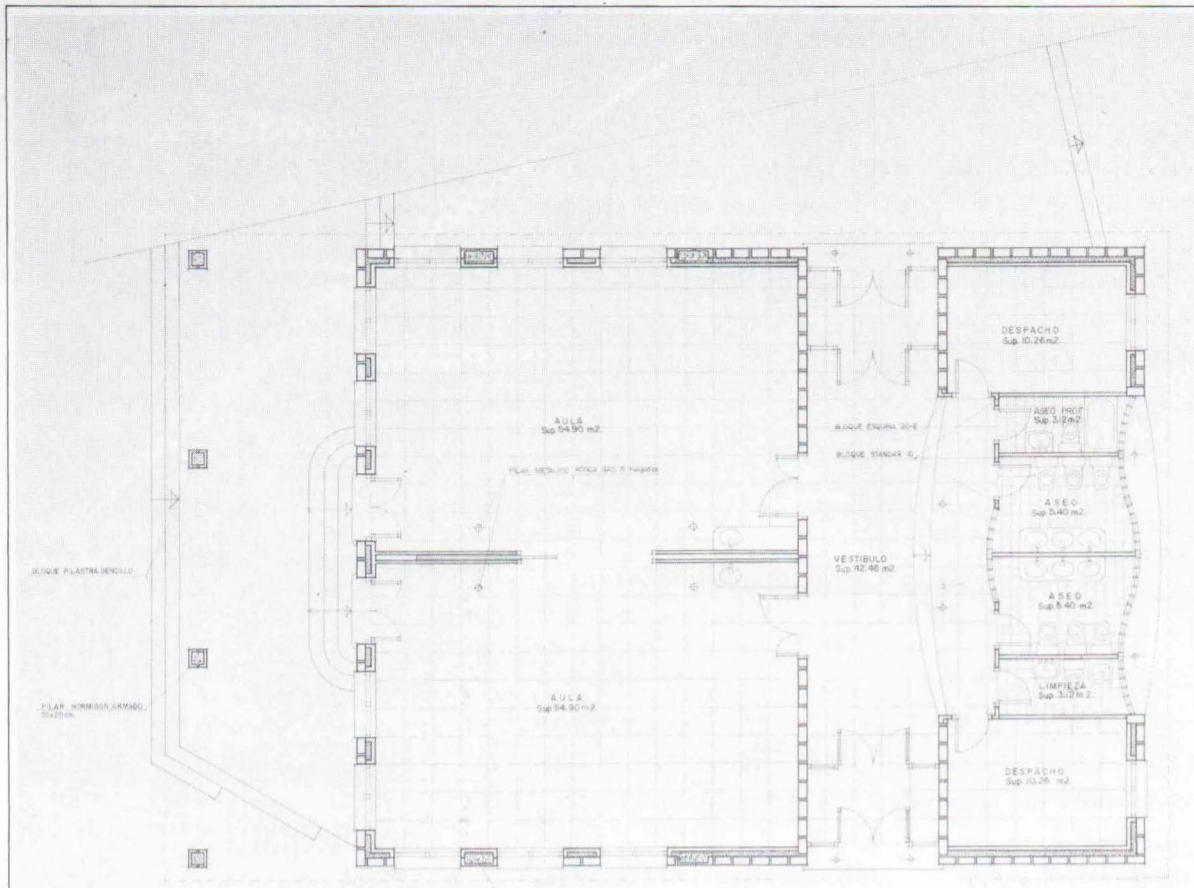 DESPACHO
Sup. 10.26 m2.
ASEO PROF
Sup. 3.12 m2.
AULA
Sup. 54.90 m2.
BLOQUE ESQUINA 20-E
BLOQUE STANDAR
PILAR METALICO
ASEO
Sup. 5.40 m2.
VESTIBULO
Sup. 42.46 m2.
BLOQUE PILASTRA SENCILLO
ASEO
Sup. 5.40 m2.
LIMPIEZA
Sup. 3.12 m2.
AULA
Sup. 54.90 m2.
PILAR HORMIGON ARMADO
DESPACHO
Sup. 10.26 m2.